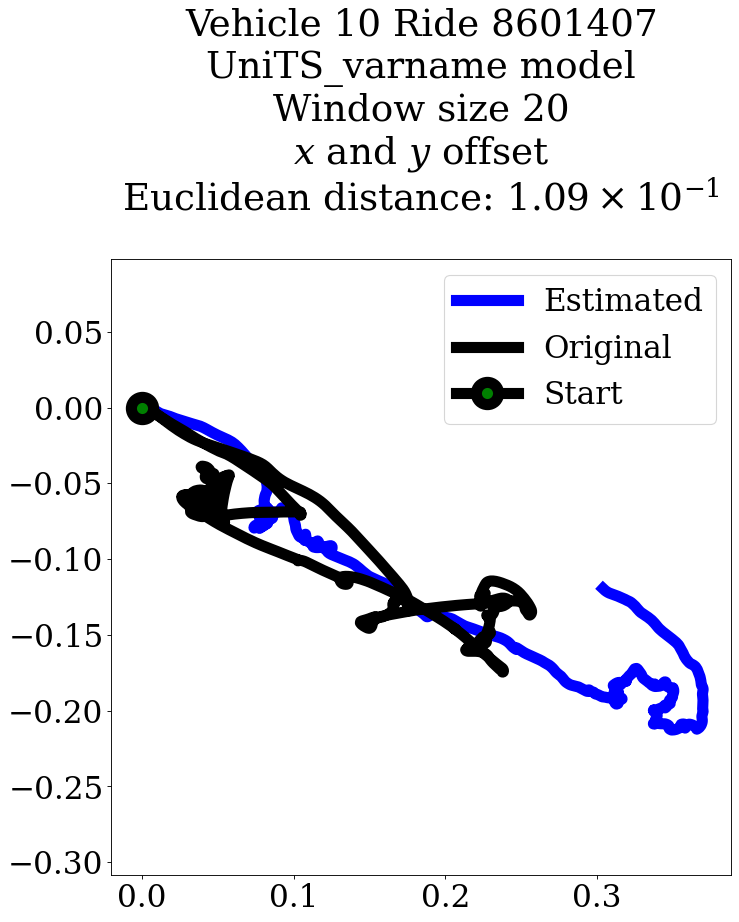 Vehicle 10 Ride 8601407
UniTS_varname model
Window size 20
x and y offset
Euclidean distance: 1.09 × 10⁻¹
Estimated
Original
Start
0.05
0.00
−0.05
−0.10
−0.15
−0.20
−0.25
−0.30
0.0 0.1 0.2 0.3